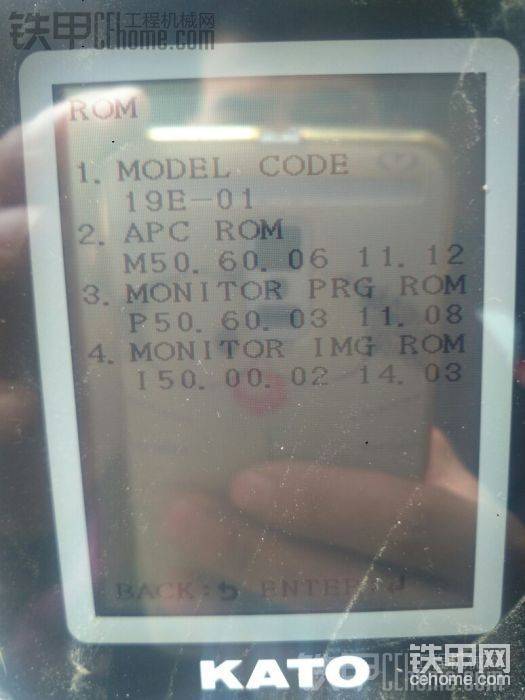 铁甲 工程机械网
CEhome.com
ROM
1. MODEL CODE
19E-01
2. APC ROM
M50. 60. 06 11. 12
3. MONITOR PRG ROM
P50. 60. 03 11. 08
4. MONITOR IMG ROM
I50. 00. 02 14. 03
BACK:↶ ENTER:↲
KATO
铁甲网
cehome.com